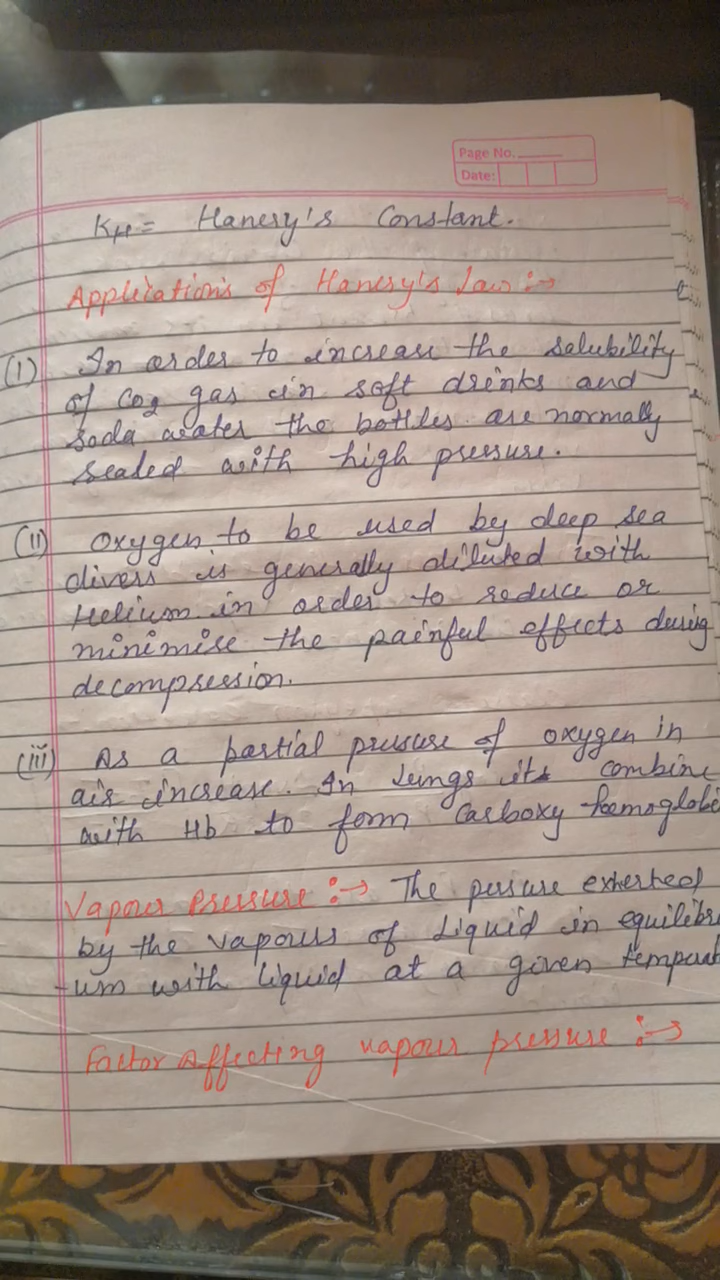 Page No.
Date:
KH = Hanery's Constant.
Applications of Hanery's Law :→
(i) In order to increase the solubility
of CO2 gas in soft drinks and
soda water the bottles are normally
sealed with high pressure.
(ii) Oxygen to be used by deep sea
divers is generally diluted with
Helium in order to reduce or
minimise the painful effects during
decompression.
(iii) As a partial pressure of oxygen in
air increase. In lungs its combine
with Hb to form Carboxy-hemoglobi
Vapour Pressure :→ The pressure exherted
by the vapours of Liquid in equilibr
-um with liquid at a given temperat
Factor Affecting vapour pressure :→